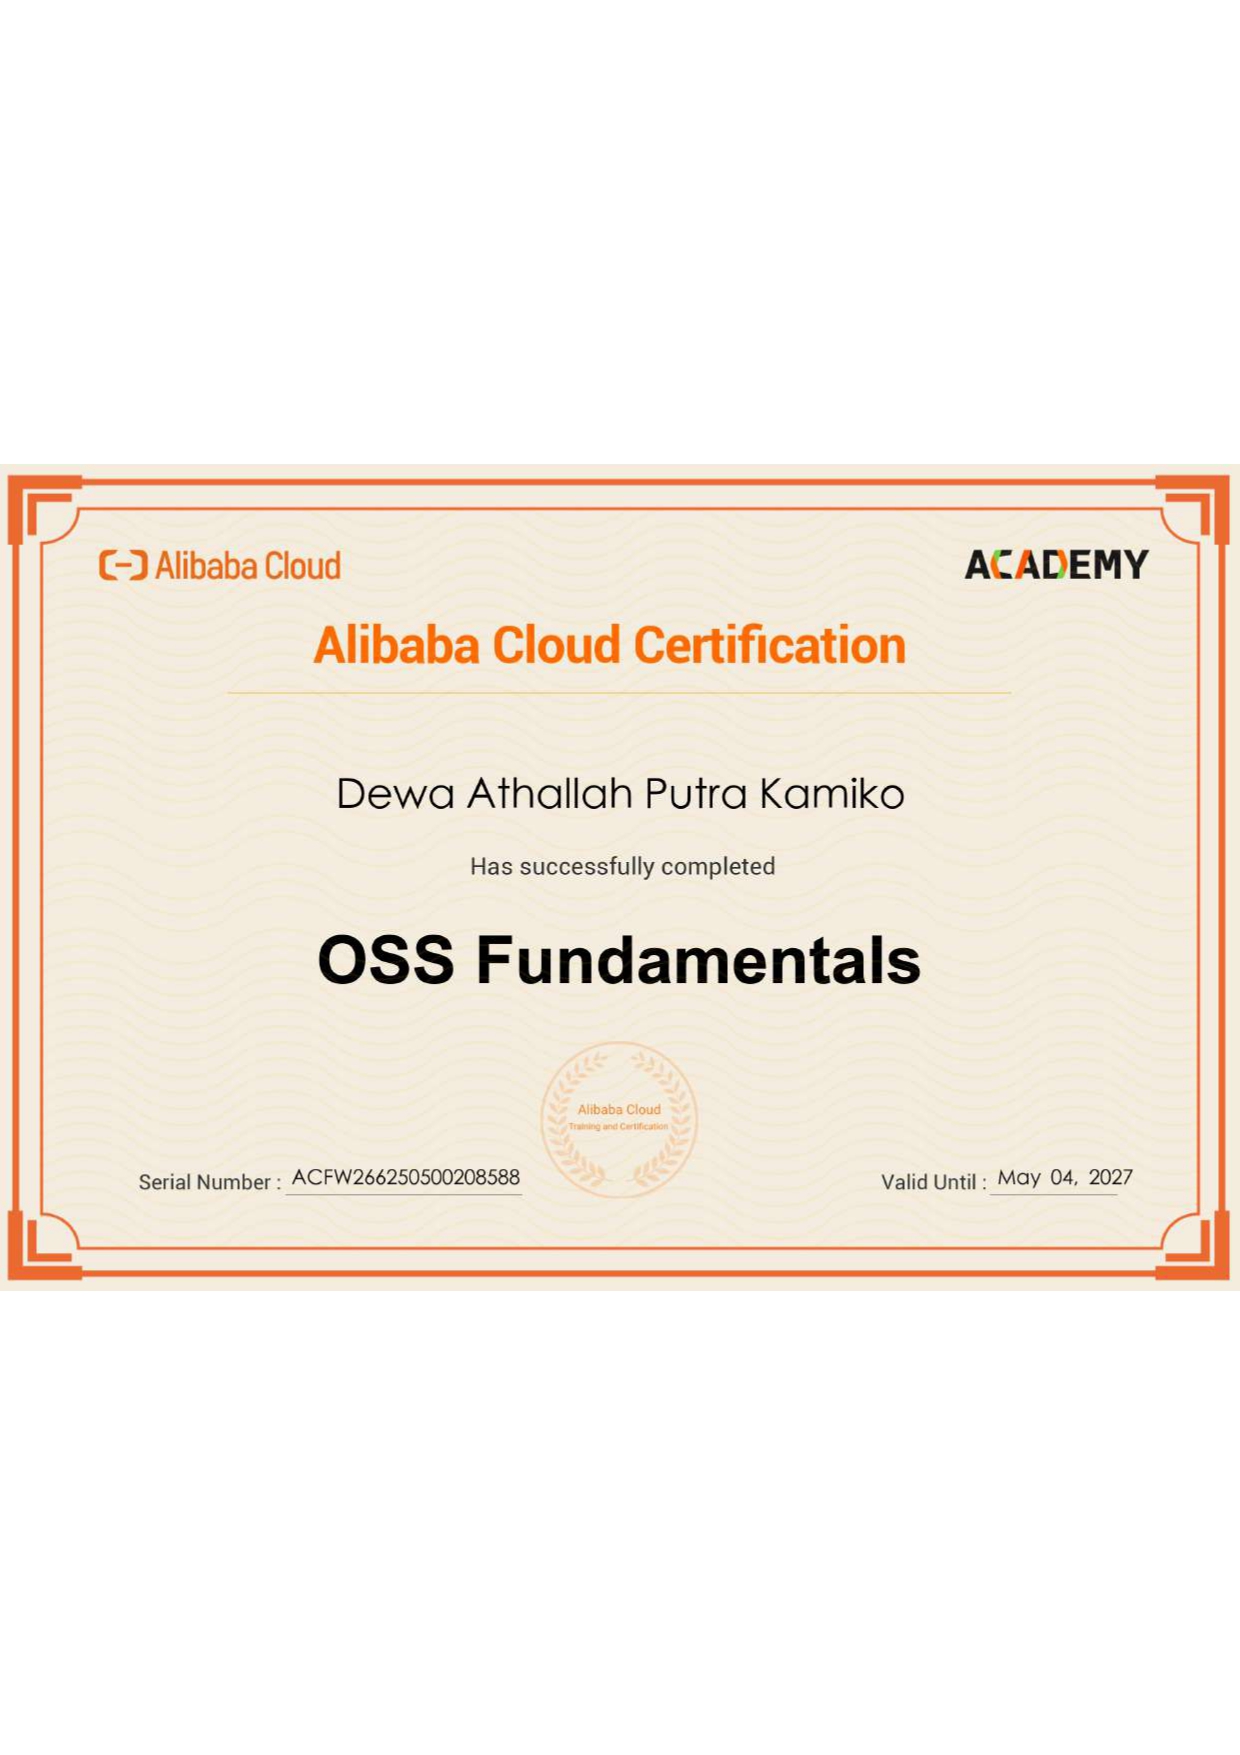 Alibaba Cloud
ACADEMY
Alibaba Cloud Certification
Dewa Athallah Putra Kamiko
Has successfully completed
OSS Fundamentals
Alibaba Cloud
Training and Certification
Serial Number : ACFW266250500208588
Valid Until : May 04, 2027